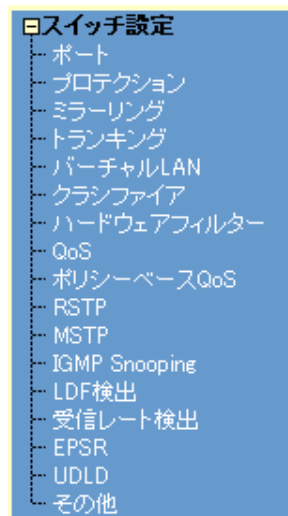 スイッチ設定
ポート
プロテクション
ミラーリング
トランキング
バーチャルLAN
クラシファイア
ハードウェアフィルター
QoS
ポリシーベースQoS
RSTP
MSTP
IGMP Snooping
LDF検出
受信レート検出
EPSR
UDLD
その他